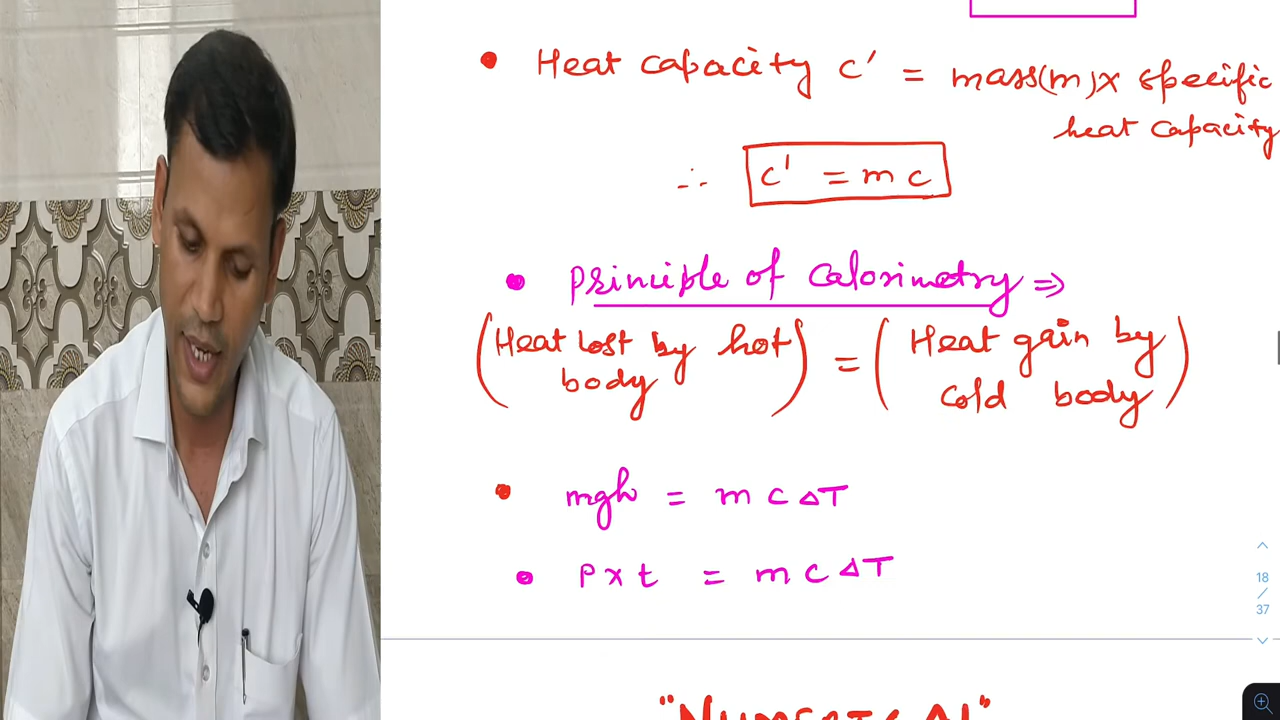 • Heat capacity c' = mass(m)x specific
heat capacity
∴ c' = mc
• Principle of Calorimetry ⇒
(Heat lost by hot body) = (Heat gain by cold body)
• mgh = mcΔT
• P x t = mcΔT
18
/
37
"NUMERICAL"